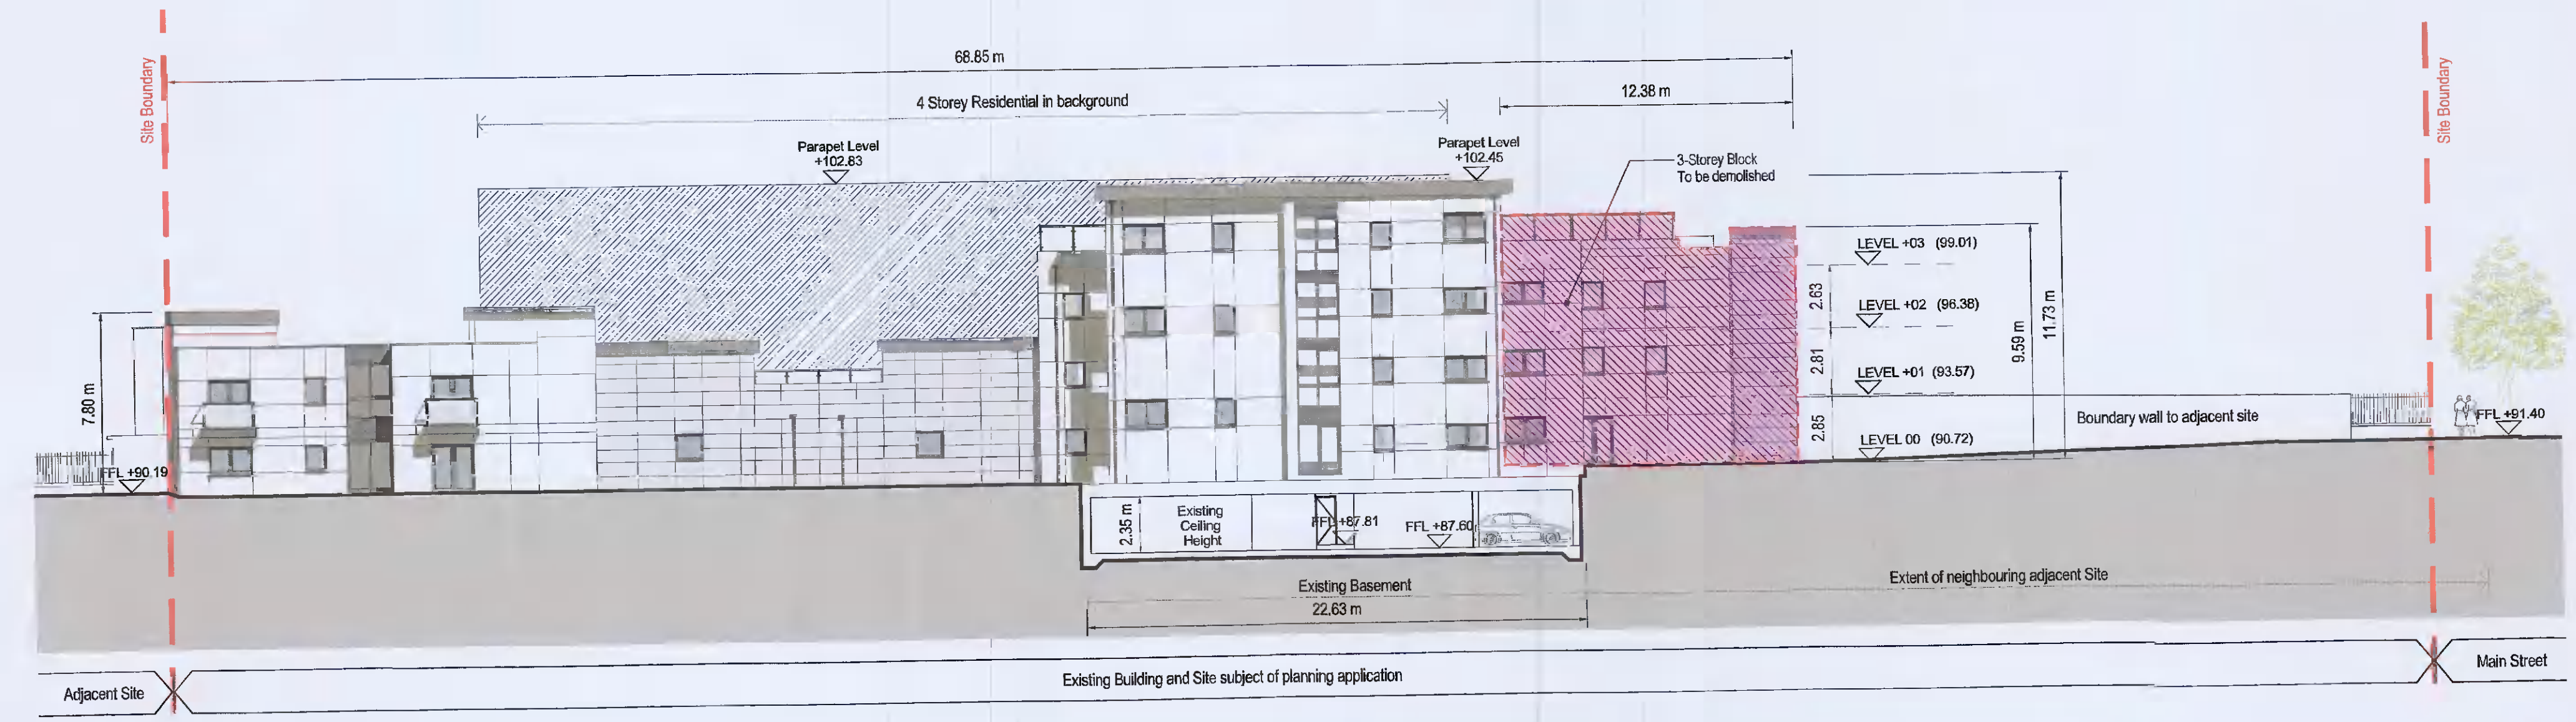 Site Boundary
68.85 m
Site Boundary
4 Storey Residential in background
12.38 m
Parapet Level
+102.83
Parapet Level
+102.45
3-Storey Block
To be demolished
LEVEL +03 (99.01)
2.63
LEVEL +02 (96.38)
9.59 m
11.73 m
2.81
LEVEL +01 (93.57)
7.80 m
2.85
Boundary wall to adjacent site
FFL +91.40
LEVEL 00 (90.72)
FFL +90.19
2.35 m
Existing
Ceiling
Height
FFL +87.81
FFL +87.60
Existing Basement
22.63 m
Extent of neighbouring adjacent Site
Adjacent Site
Existing Building and Site subject of planning application
Main Street